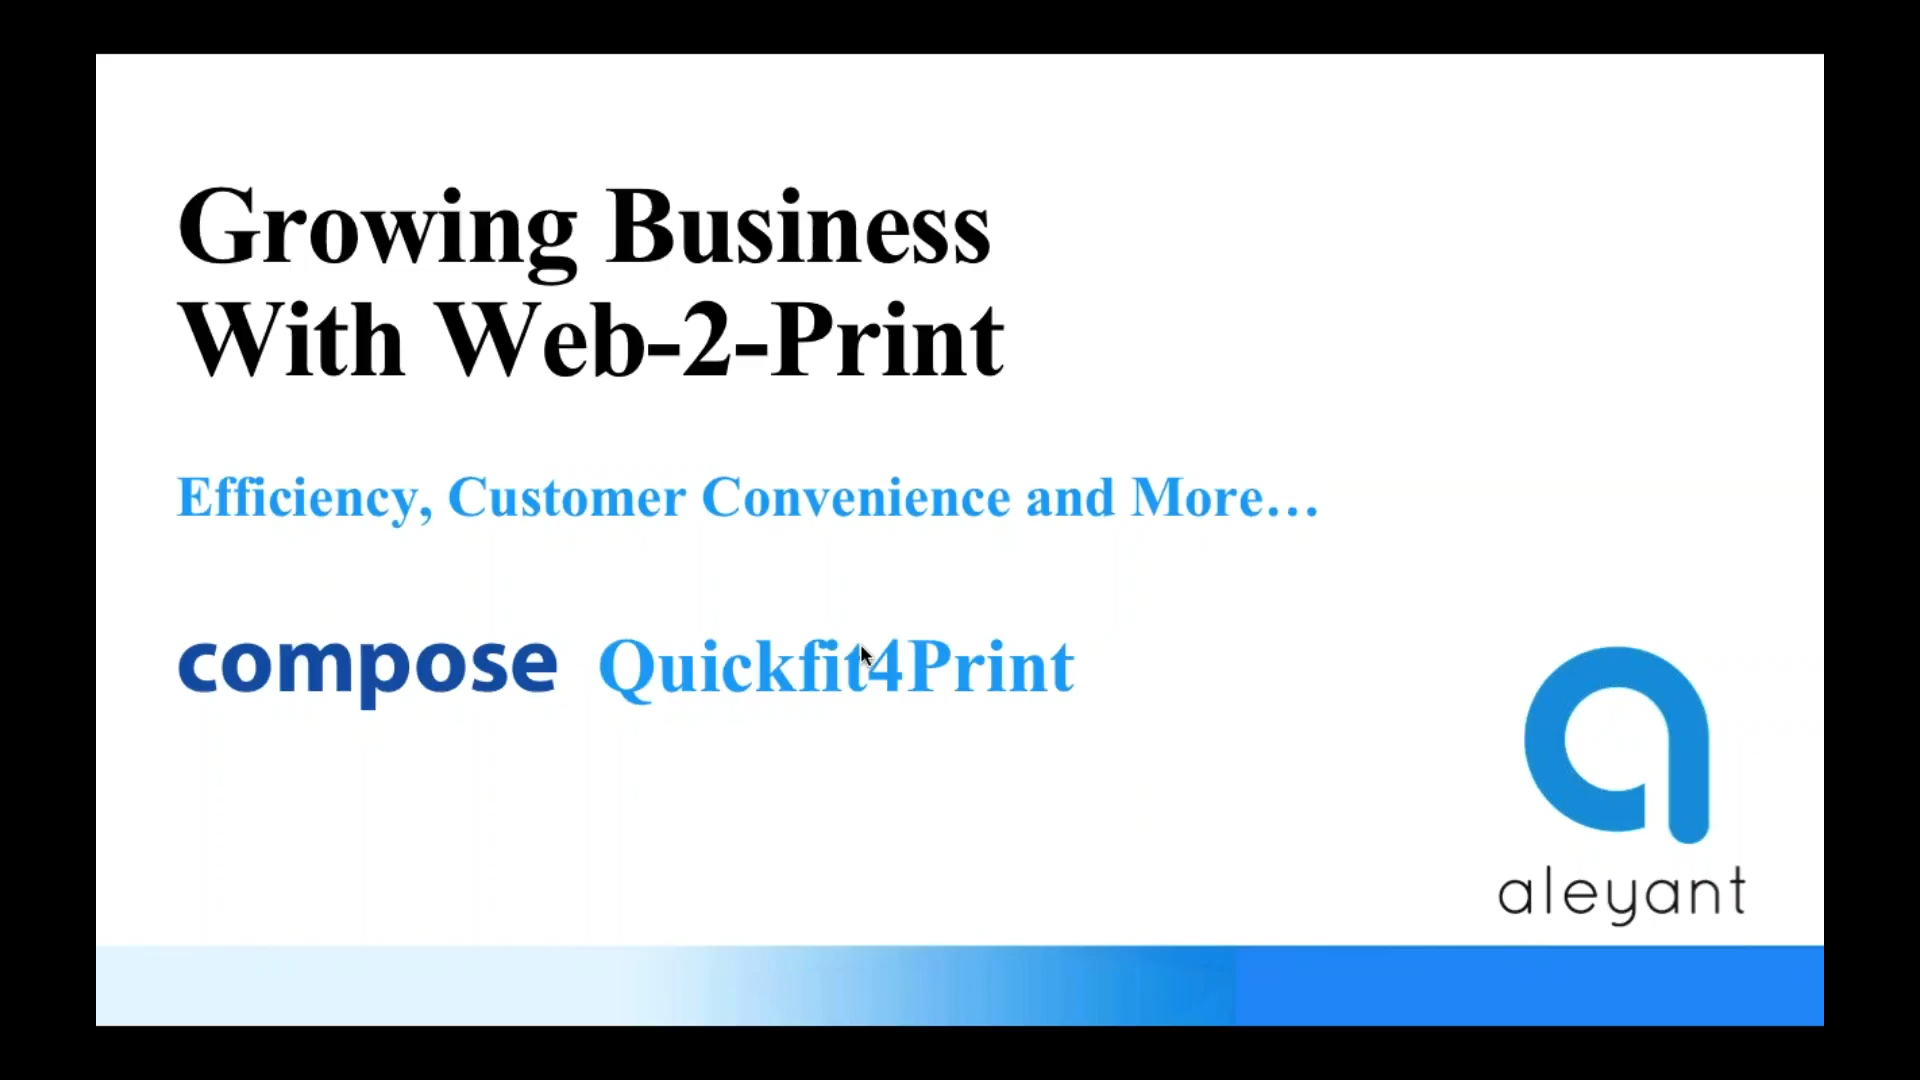 Growing Business
With Web-2-Print
Efficiency, Customer Convenience and More…
compose Quickfit4Print
aleyant